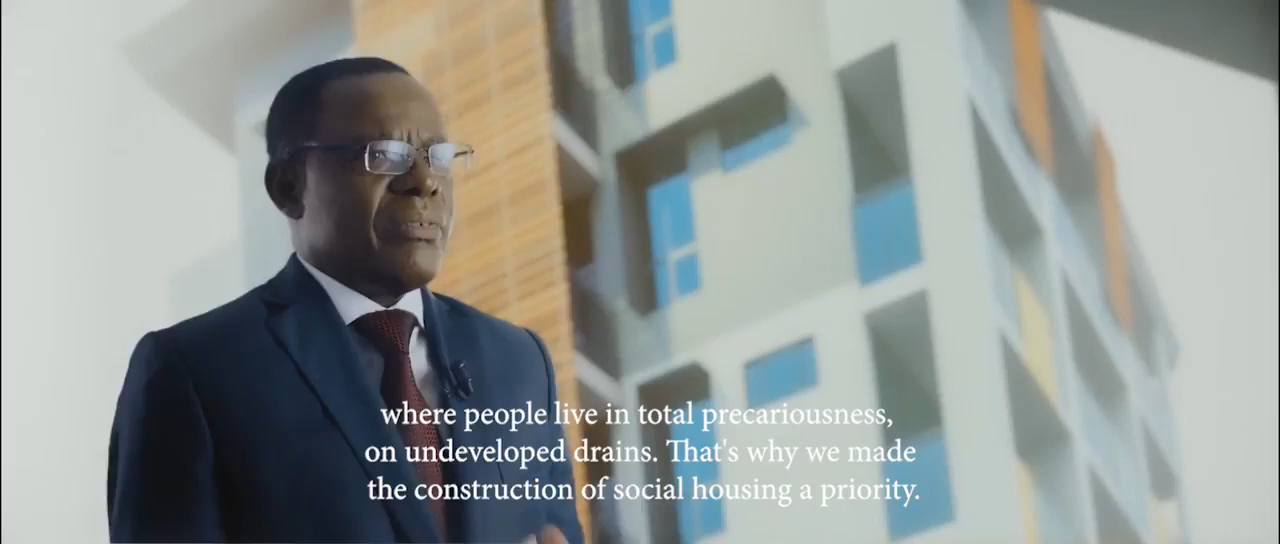 where people live in total precariousness,
on undeveloped drains. That's why we made
the construction of social housing a priority.